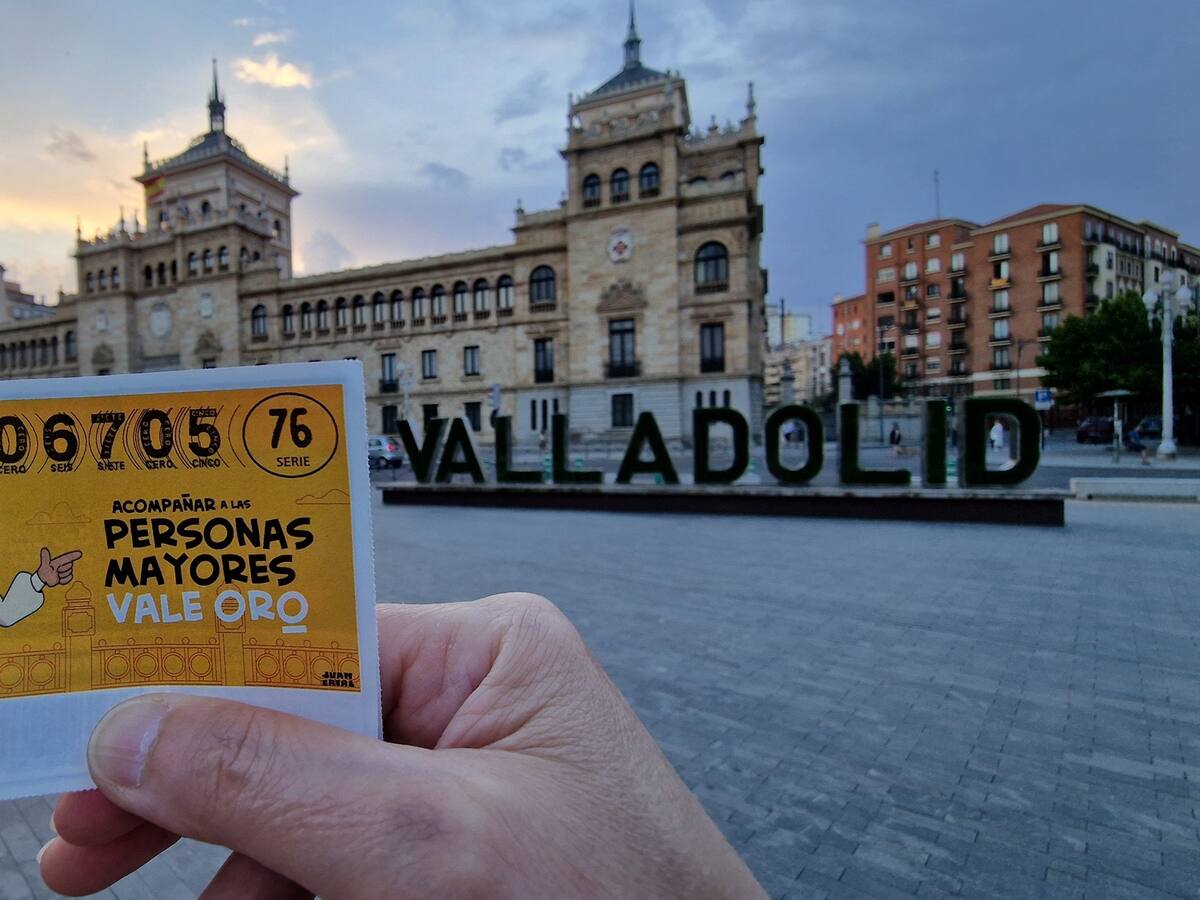 06705
CERO SEIS SIETE CERO CINCO
76
SERIE
ACOMPAÑAR A LAS
PERSONAS
MAYORES
VALE ORO
VALLADOLID